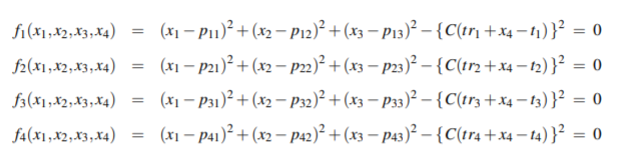 f₁(x₁,x₂,x₃,x₄) = (x₁ − p₁₁)² + (x₂ − p₁₂)² + (x₃ − p₁₃)² − {C(tr₁ + x₄ − t₁)}² = 0
f₂(x₁,x₂,x₃,x₄) = (x₁ − p₂₁)² + (x₂ − p₂₂)² + (x₃ − p₂₃)² − {C(tr₂ + x₄ − t₂)}² = 0
f₃(x₁,x₂,x₃,x₄) = (x₁ − p₃₁)² + (x₂ − p₃₂)² + (x₃ − p₃₃)² − {C(tr₃ + x₄ − t₃)}² = 0
f₄(x₁,x₂,x₃,x₄) = (x₁ − p₄₁)² + (x₂ − p₄₂)² + (x₃ − p₄₃)² − {C(tr₄ + x₄ − t₄)}² = 0